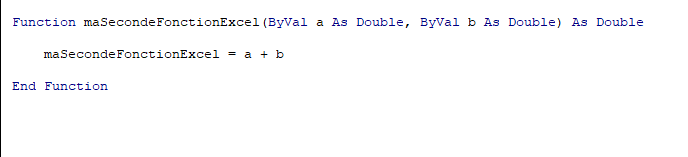 Function maSecondeFonctionExcel(ByVal a As Double, ByVal b As Double) As Double
maSecondeFonctionExcel = a + b
End Function